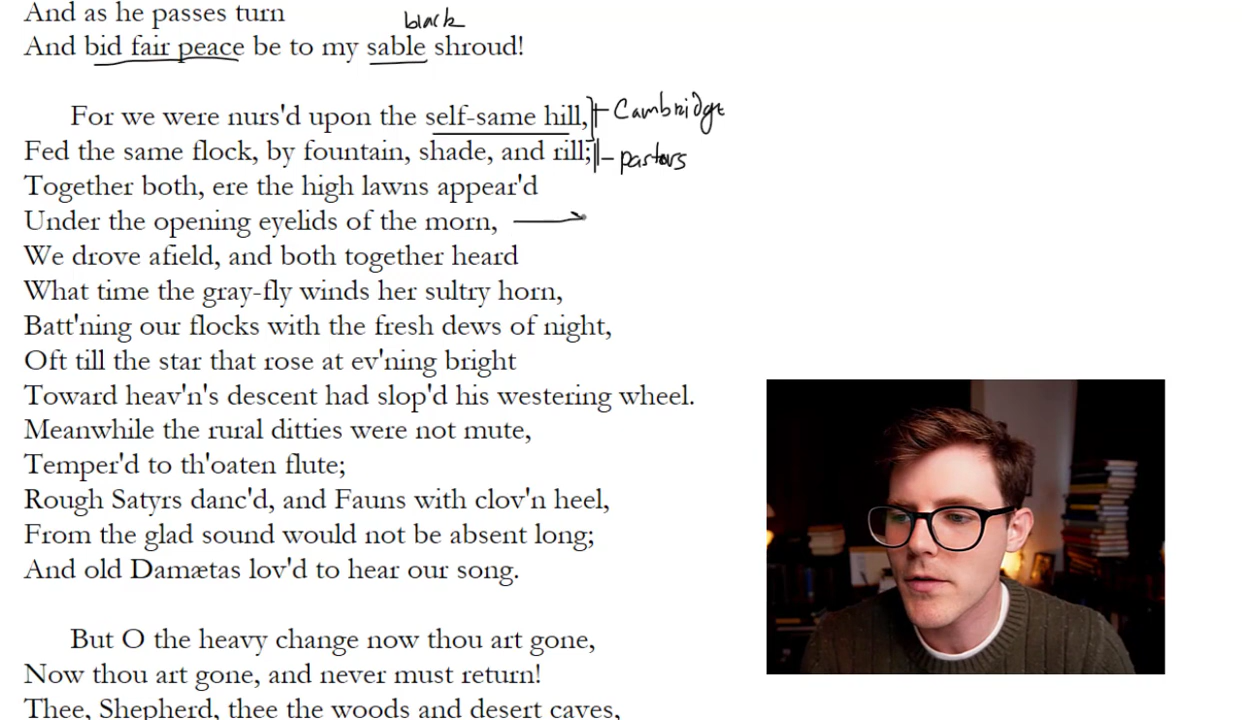 And as he passes turn
black
And bid fair peace be to my sable shroud!
For we were nurs'd upon the self-same hill, Cambridge
Fed the same flock, by fountain, shade, and rill; pastors
Together both, ere the high lawns appear'd
Under the opening eyelids of the morn,
We drove afield, and both together heard
What time the gray-fly winds her sultry horn,
Batt'ning our flocks with the fresh dews of night,
Oft till the star that rose at ev'ning bright
Toward heav'n's descent had slop'd his westering wheel.
Meanwhile the rural ditties were not mute,
Temper'd to th'oaten flute;
Rough Satyrs danc'd, and Fauns with clov'n heel,
From the glad sound would not be absent long;
And old Damætas lov'd to hear our song.
But O the heavy change now thou art gone,
Now thou art gone, and never must return!
Thee, Shepherd, thee the woods and desert caves,